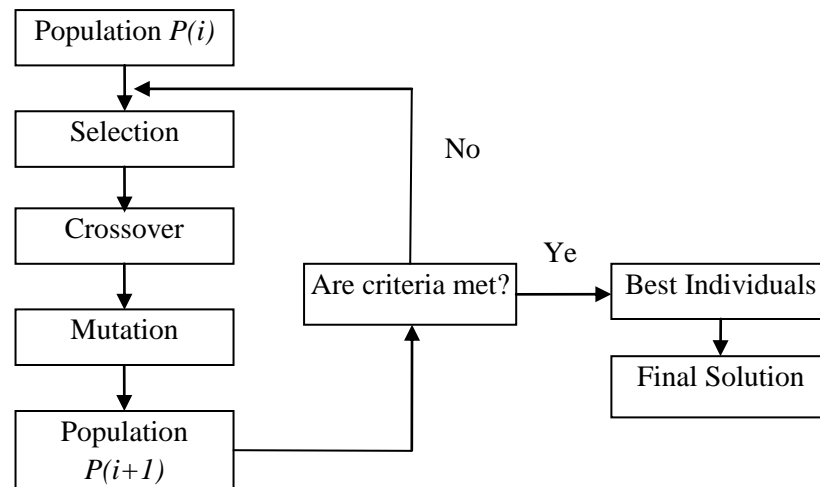 Population P(i)
Selection
No
Crossover
Ye
Are criteria met?
Best Individuals
Mutation
Final Solution
Population
P(i+1)